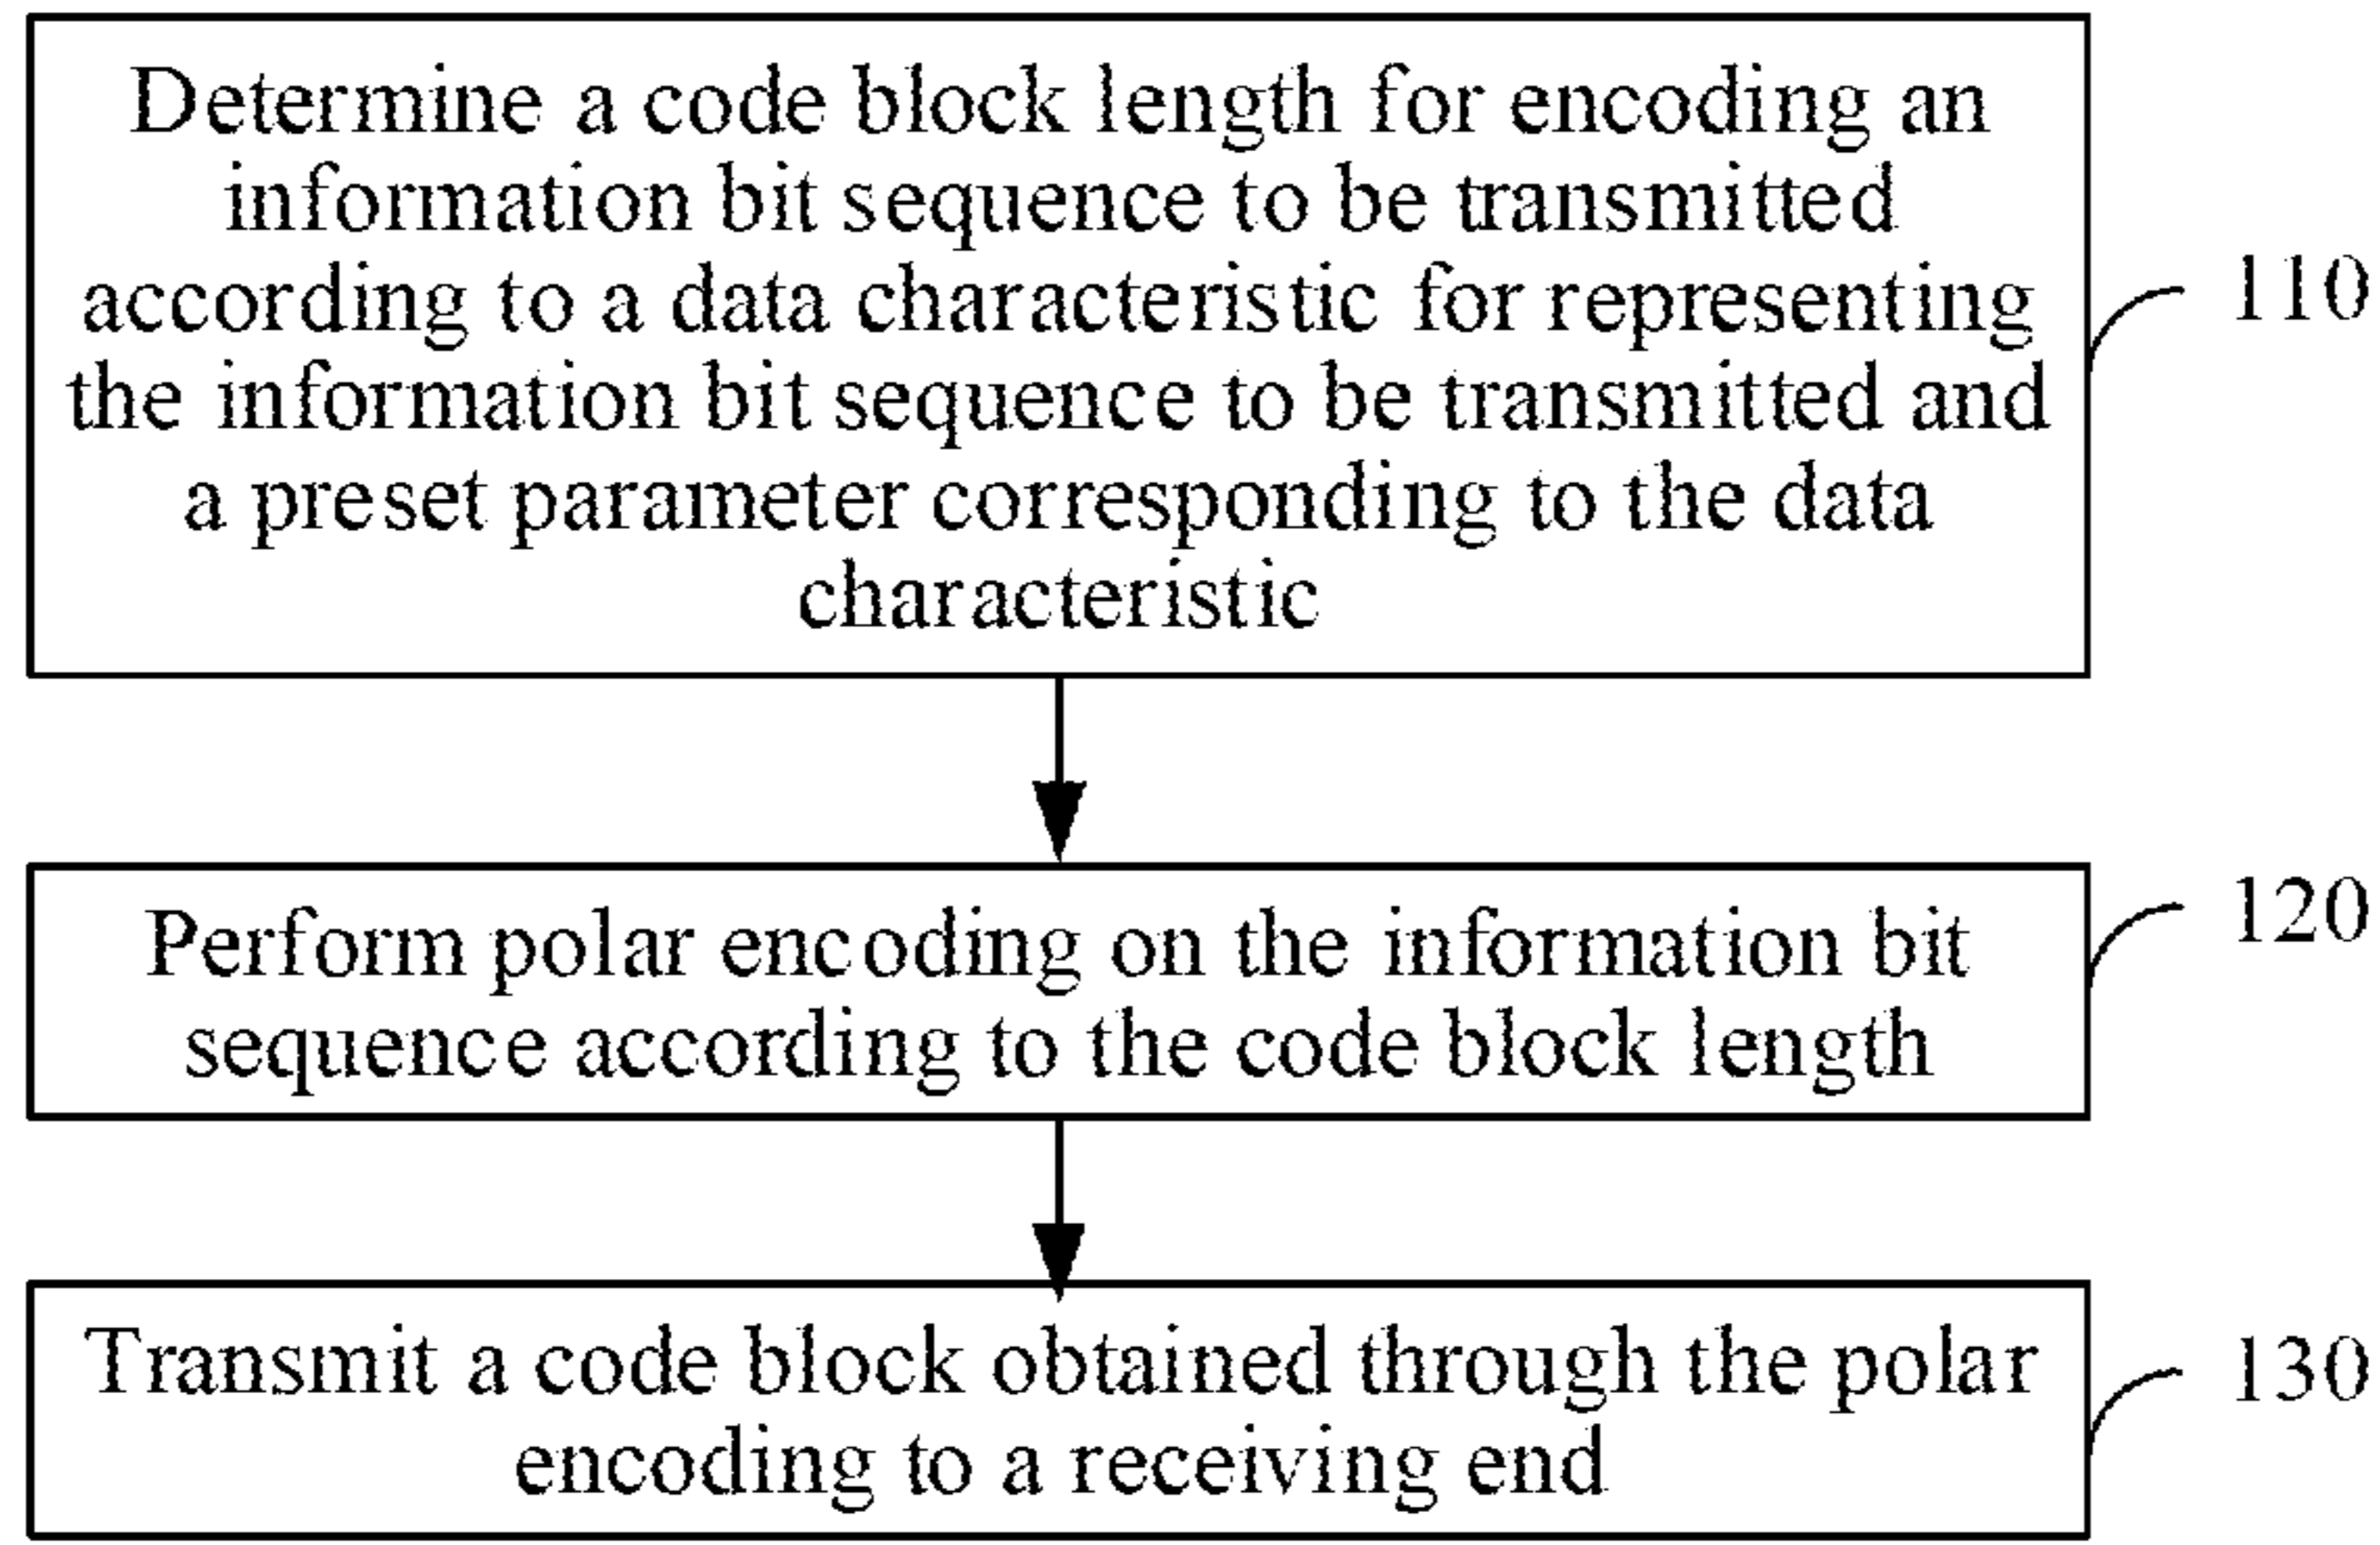 Determine a code block length for encoding an
information bit sequence to be transmitted
according to a data characteristic for representing
the information bit sequence to be transmitted and
a preset parameter corresponding to the data
characteristic
110
Perform polar encoding on the information bit
sequence according to the code block length
120
Transmit a code block obtained through the polar
encoding to a receiving end
130